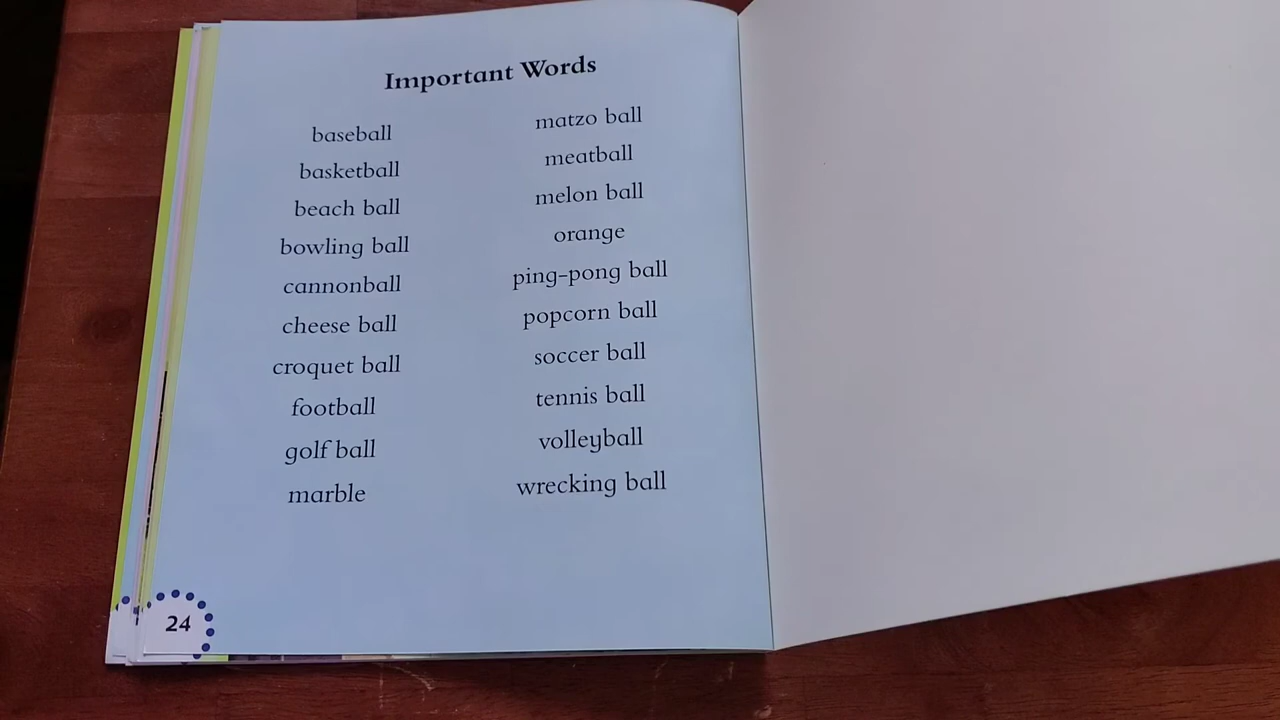 Important Words
baseball
basketball
beach ball
bowling ball
cannonball
cheese ball
croquet ball
football
golf ball
marble
matzo ball
meatball
melon ball
orange
ping-pong ball
popcorn ball
soccer ball
tennis ball
volleyball
wrecking ball
24